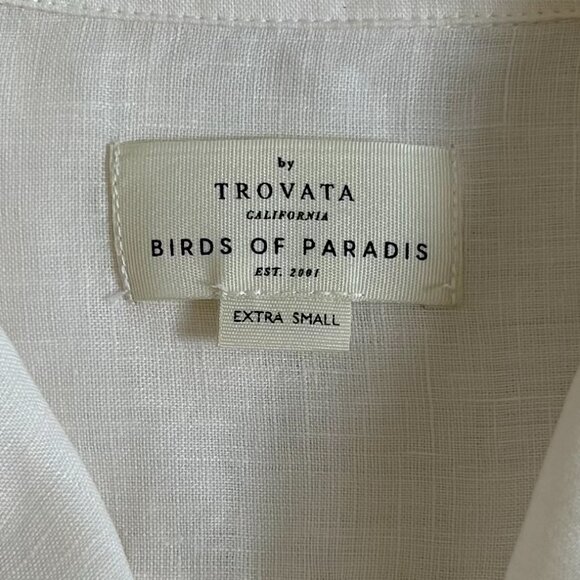 by
TROVATA
CALIFORNIA
BIRDS OF PARADIS
EST. 2001
EXTRA SMALL